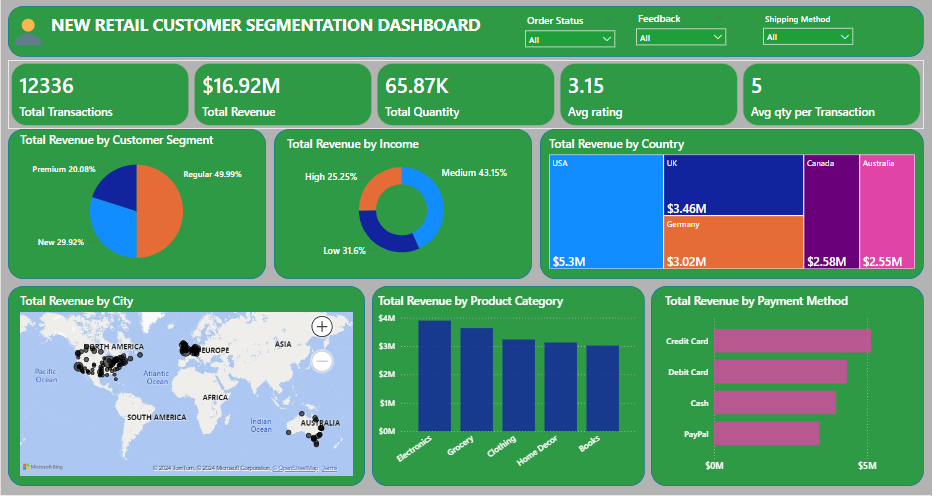 NEW RETAIL CUSTOMER SEGMENTATION DASHBOARD
Order Status
All
Feedback
All
Shipping Method
All
12336
Total Transactions
$16.92M
Total Revenue
65.87K
Total Quantity
3.15
Avg rating
5
Avg qty per Transaction
Total Revenue by Customer Segment
Premium 20.08%
Regular 49.99%
New 29.92%
Total Revenue by Income
High 25.25%
Medium 43.15%
Low 31.6%
Total Revenue by Country
USA
$5.3M
UK
$3.46M
Germany
$3.02M
Canada
$2.58M
Australia
$2.55M
Total Revenue by City
NORTH AMERICA
EUROPE
ASIA
Pacific
Ocean
Atlantic
Ocean
AFRICA
SOUTH AMERICA
Indian
Ocean
AUSTRALIA
Microsoft Bing
© 2024 TomTom, © 2024 Microsoft Corporation, © OpenStreetMap Terms
Total Revenue by Product Category
$4M
$3M
$2M
$1M
$0M
Electronics
Grocery
Clothing
Home Decor
Books
Total Revenue by Payment Method
Credit Card
Debit Card
Cash
PayPal
$0M
$5M